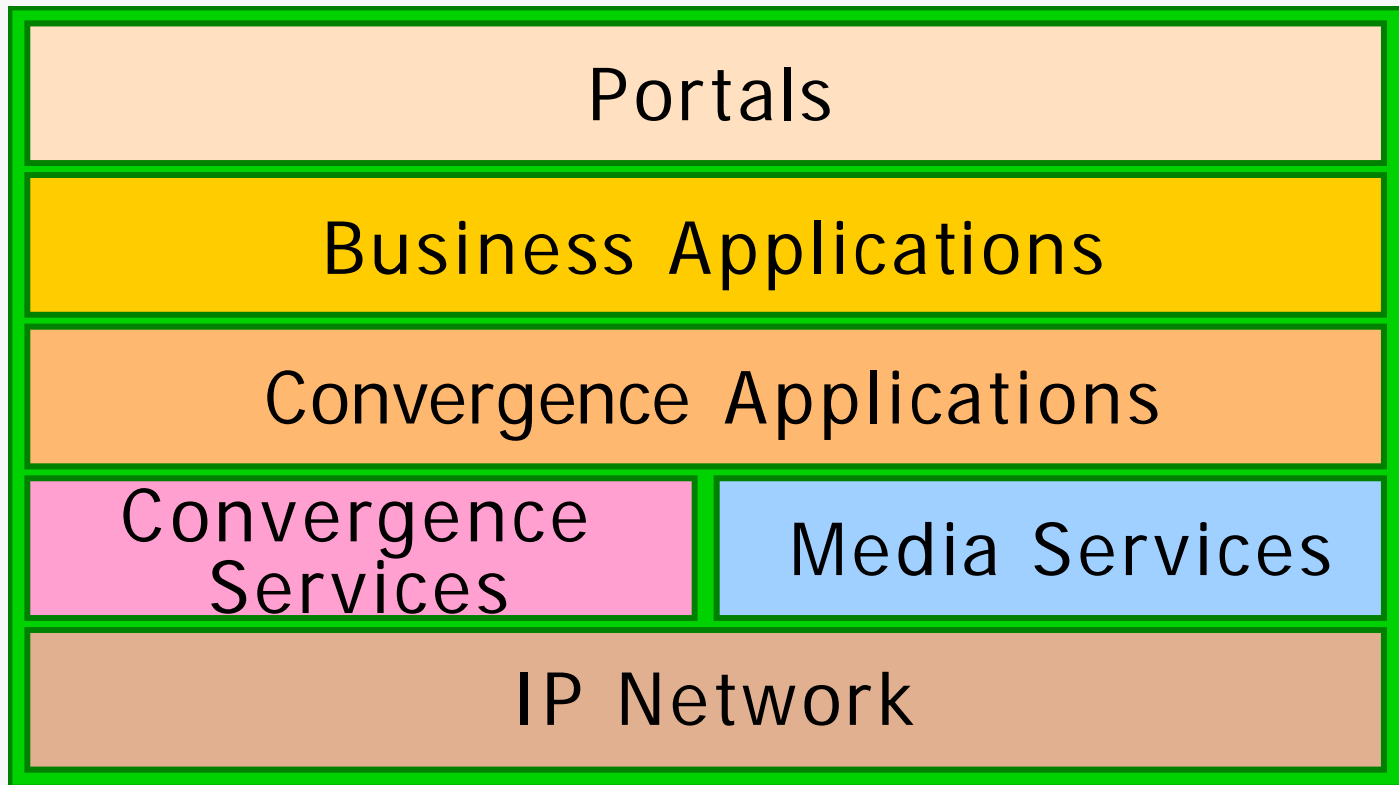 Portals
Business Applications
Convergence Applications
Convergence
Services
Media Services
IP Network